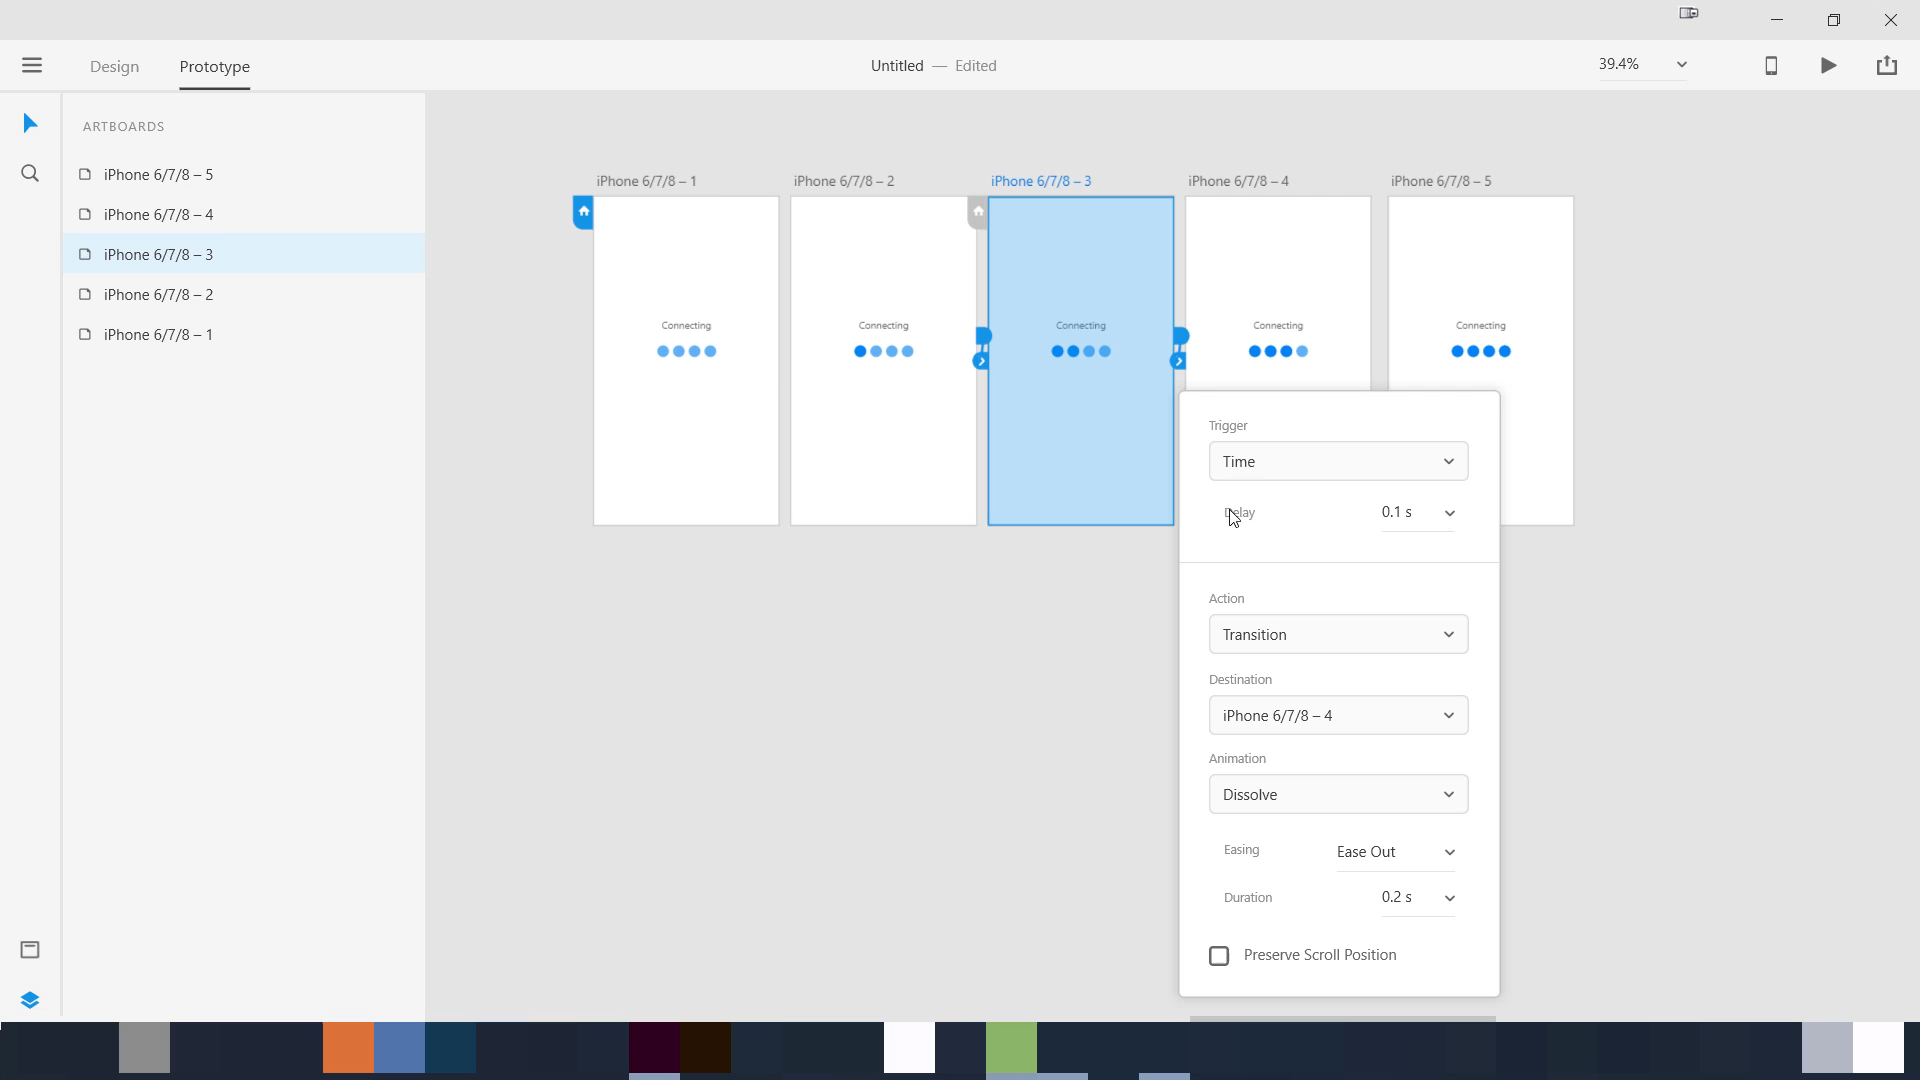 Design
Prototype
Untitled — Edited
39.4%
ARTBOARDS
iPhone 6/7/8 – 5
iPhone 6/7/8 – 4
iPhone 6/7/8 – 3
iPhone 6/7/8 – 2
iPhone 6/7/8 – 1
iPhone 6/7/8 – 1
iPhone 6/7/8 – 2
iPhone 6/7/8 – 3
iPhone 6/7/8 – 4
iPhone 6/7/8 – 5
Connecting
Connecting
Connecting
Connecting
Connecting
Trigger
Time
Delay 0.1 s
Action
Transition
Destination
iPhone 6/7/8 – 4
Animation
Dissolve
Easing Ease Out
Duration 0.2 s
Preserve Scroll Position